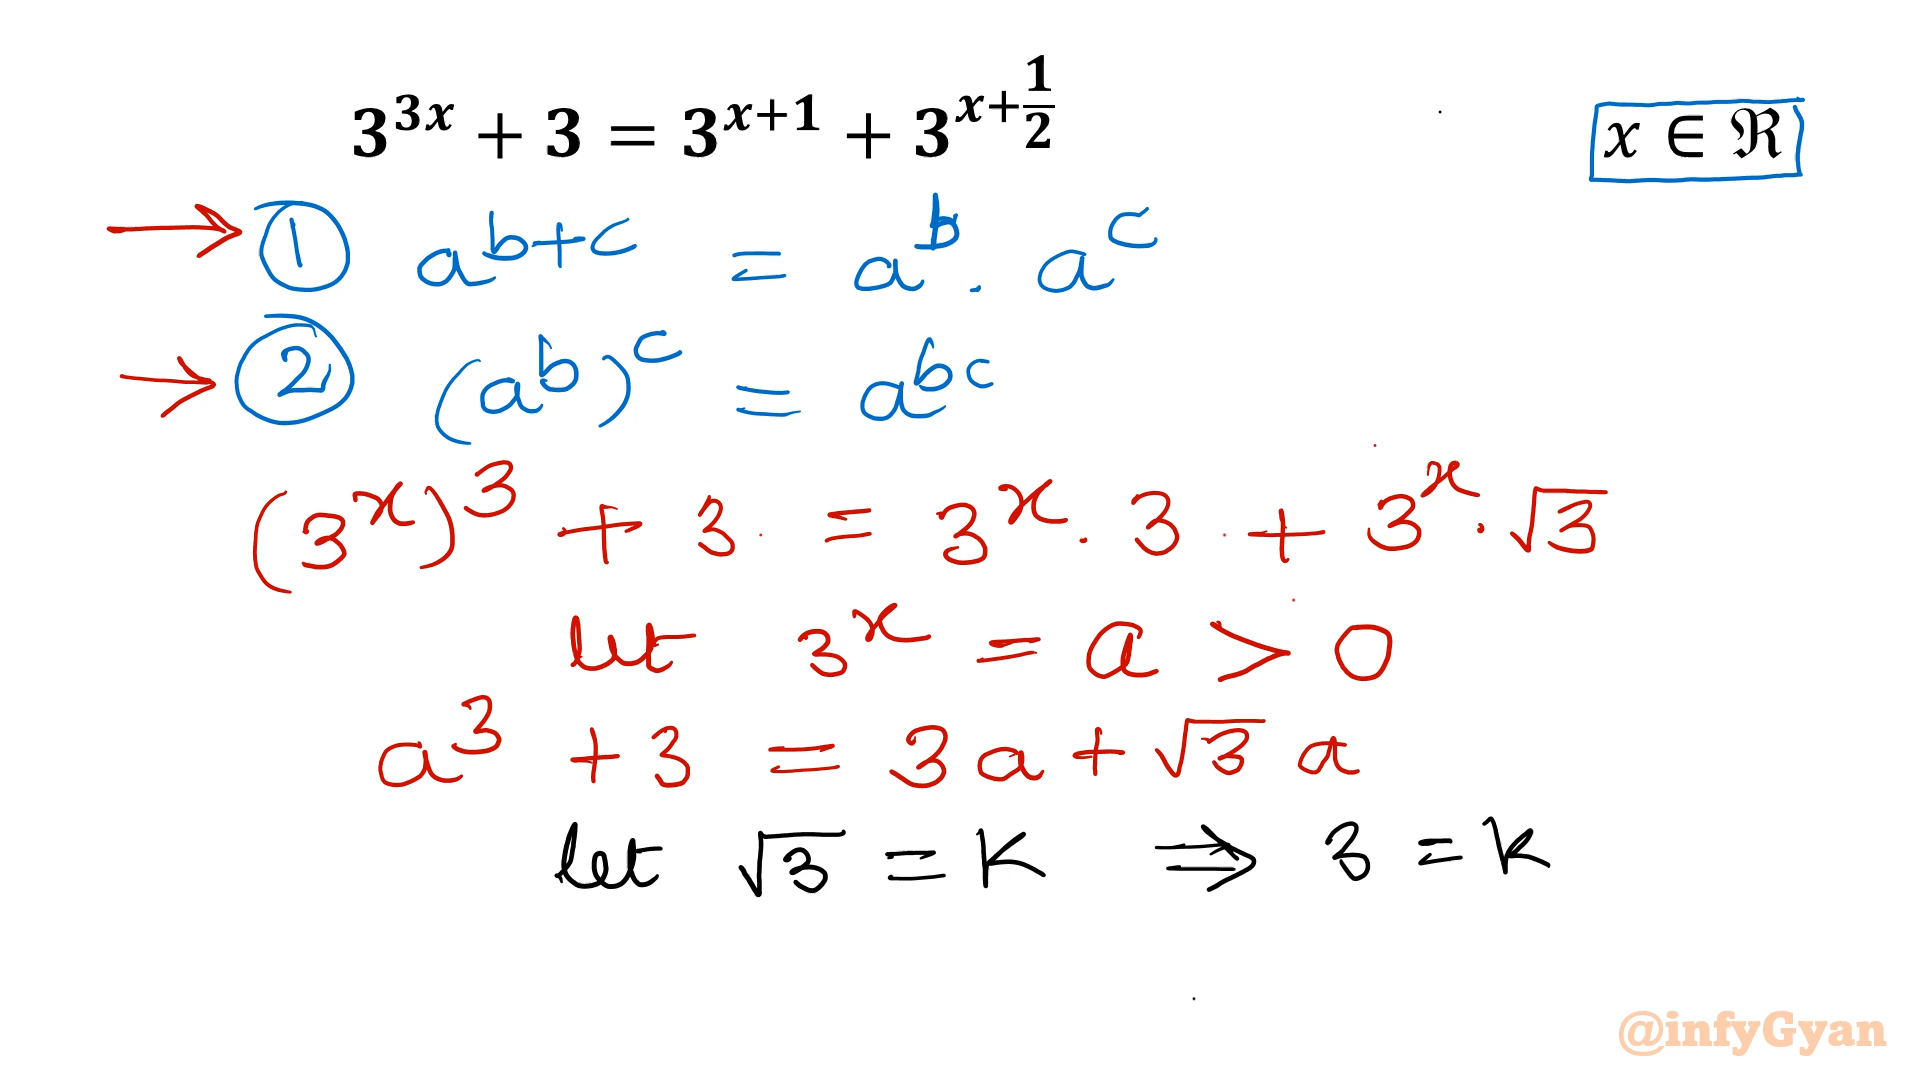 3^{3x} + 3 = 3^{x+1} + 3^{x+\frac{1}{2}}
x ∈ ℜ
① a^{b+c} = a^b . a^c
② (a^b)^c = a^{bc}
(3^x)^3 + 3 = 3^x . 3 + 3^x . √3
let 3^x = a > 0
a^3 + 3 = 3a + √3 a
let √3 = K ⇒ 3 = K
@infyGyan